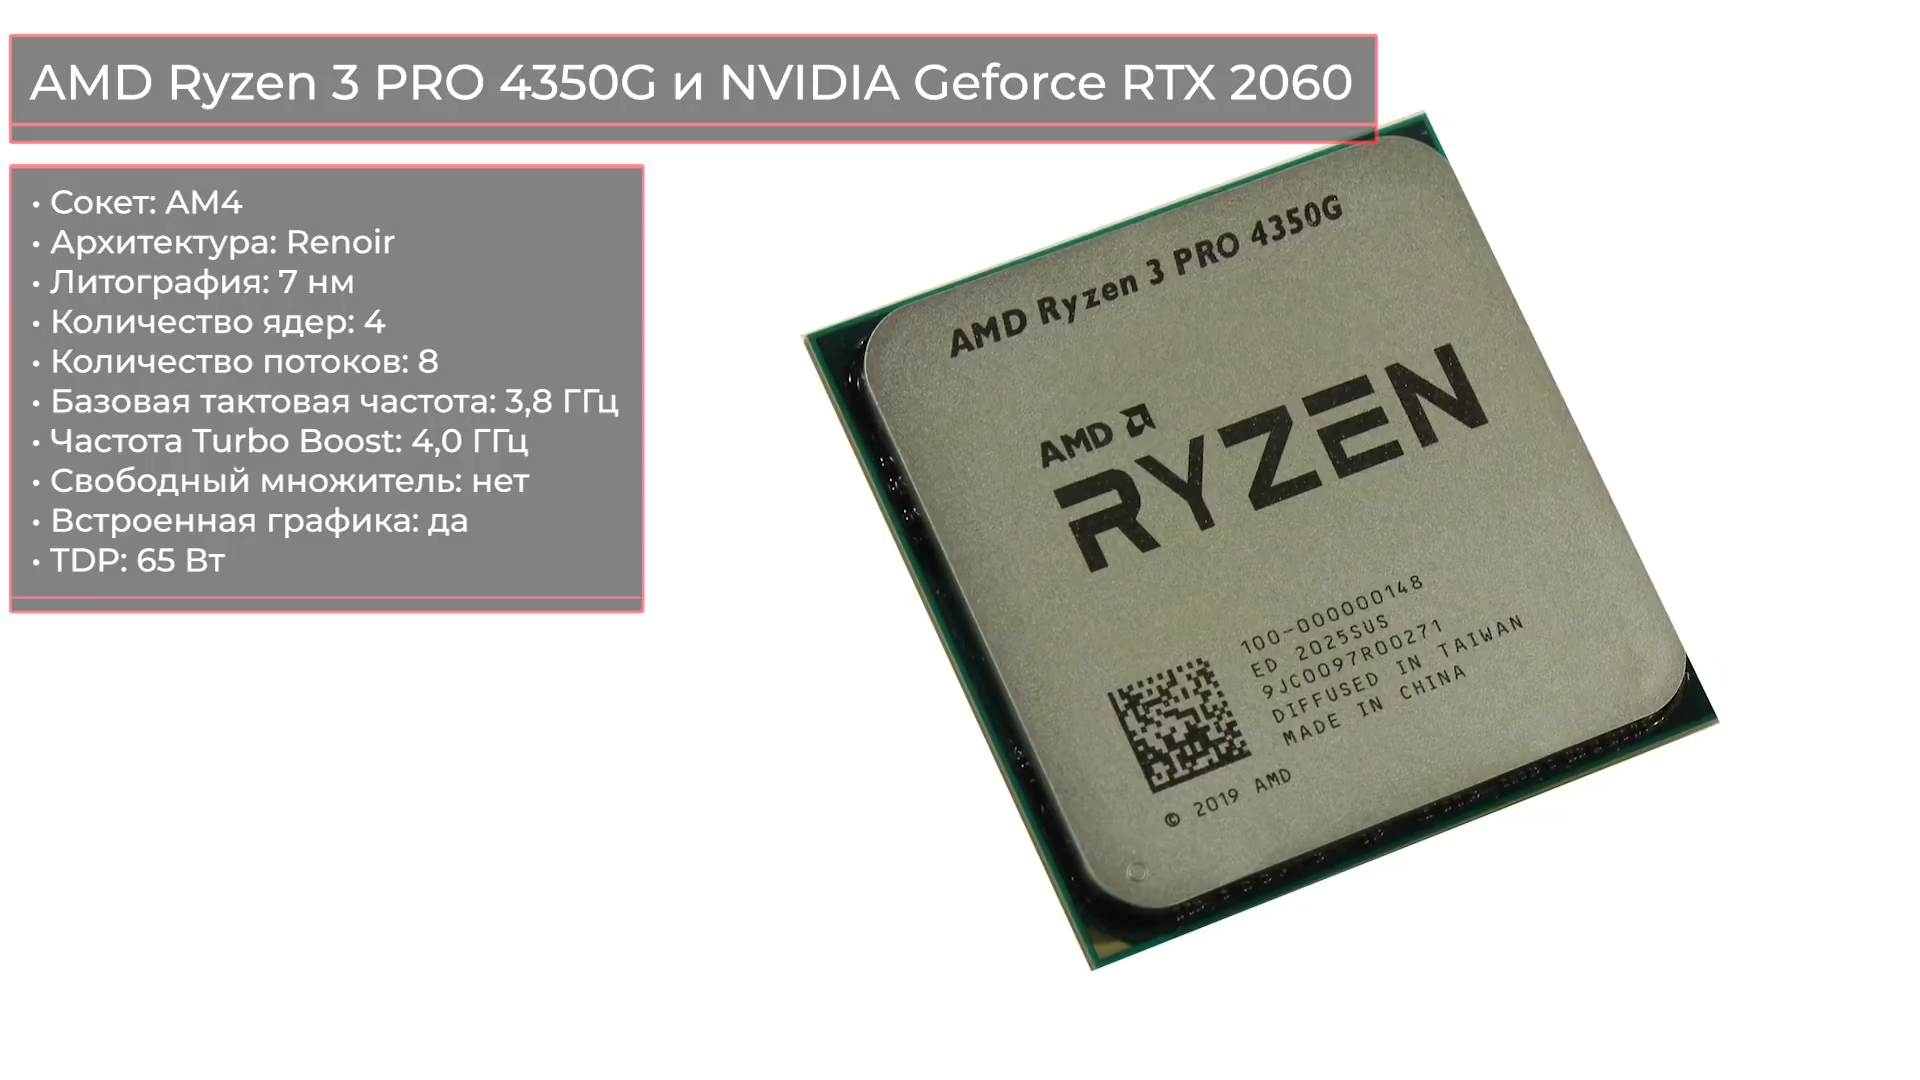 AMD Ryzen 3 PRO 4350G и NVIDIA Geforce RTX 2060
• Сокет: AM4
• Архитектура: Renoir
• Литография: 7 нм
• Количество ядер: 4
• Количество потоков: 8
• Базовая тактовая частота: 3,8 ГГц
• Частота Turbo Boost: 4,0 ГГц
• Свободный множитель: нет
• Встроенная графика: да
• TDP: 65 Вт
AMD Ryzen 3 PRO 4350G
AMD
RYZEN
100-000000148
ED 2025SUS
9JC0097R00271
DIFFUSED IN TAIWAN
MADE IN CHINA
© 2019 AMD